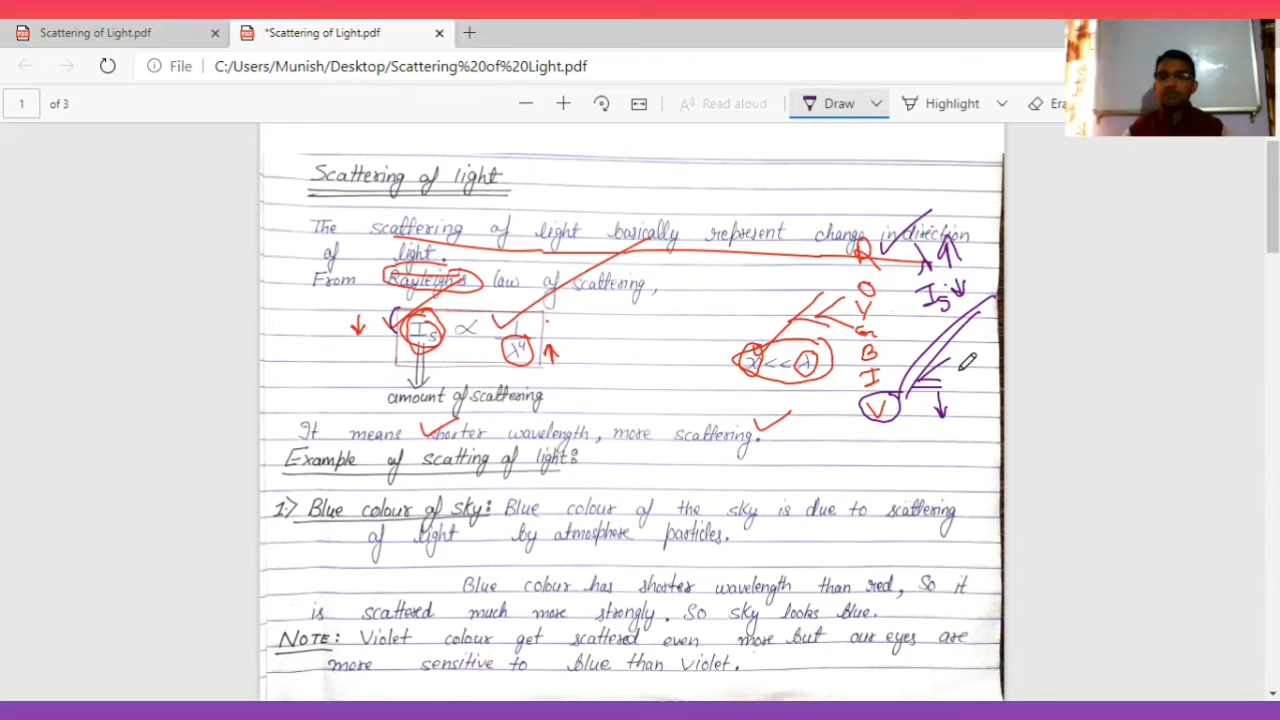 Scattering of Light.pdf
*Scattering of Light.pdf
File C:/Users/Munish/Desktop/Scattering%20of%20Light.pdf
1 of 3 Read aloud Draw Highlight Era
Scattering of light
The scattering of light basically represent change in direction
of light.
From Rayleigh's law of scattering,
Is ∝ 1/λ⁴
amount of scattering
x << λ
R
O
Y
G
B
I
V
λ ↑
Is ↓
It means shorter wavelength, more scattering.
Example of scatting of light:
1) Blue colour of sky: Blue colour of the sky is due to scattering
of light by atmosphere particles.
Blue colour has shorter wavelength than red, So it
is scattered much more strongly. So sky looks blue.
NOTE: Violet colour get scattered even more but our eyes are
more sensitive to blue than violet.